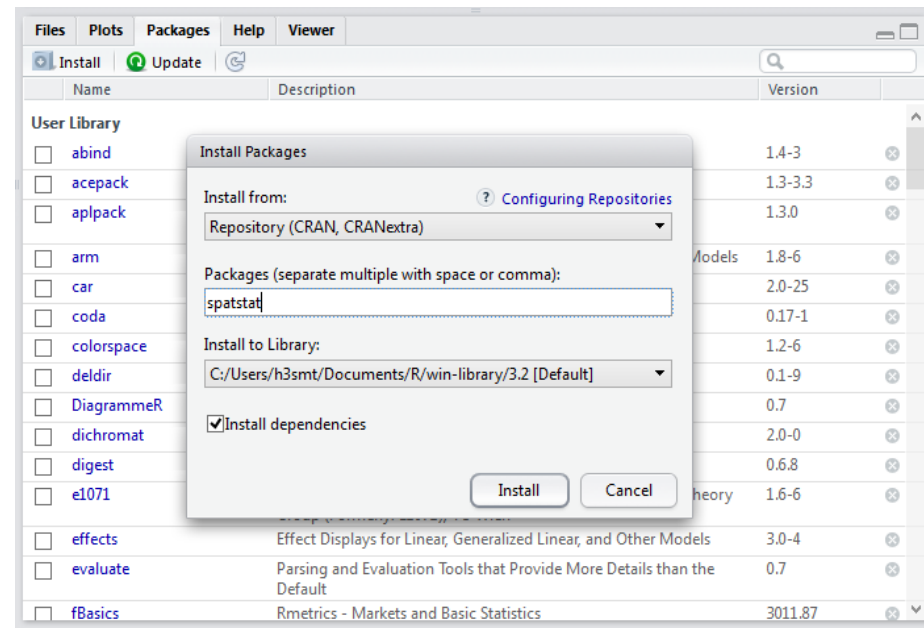 Files Plots Packages Help Viewer
Install Update
Name Description Version
User Library
abind 1.4-3
acepack 1.3-3.3
aplpack 1.3.0
arm Models 1.8-6
car 2.0-25
coda 0.17-1
colorspace 1.2-6
deldir 0.1-9
DiagrammeR 0.7
dichromat 2.0-0
digest 0.6.8
e1071 heory 1.6-6
Install Packages
Install from: ? Configuring Repositories
Repository (CRAN, CRANextra)
Packages (separate multiple with space or comma):
spatstat
Install to Library:
C:/Users/h3smt/Documents/R/win-library/3.2 [Default]
Install dependencies
Install Cancel
effects Effect Displays for Linear, Generalized Linear, and Other Models 3.0-4
evaluate Parsing and Evaluation Tools that Provide More Details than the 0.7
Default
fBasics Rmetrics - Markets and Basic Statistics 3011.87